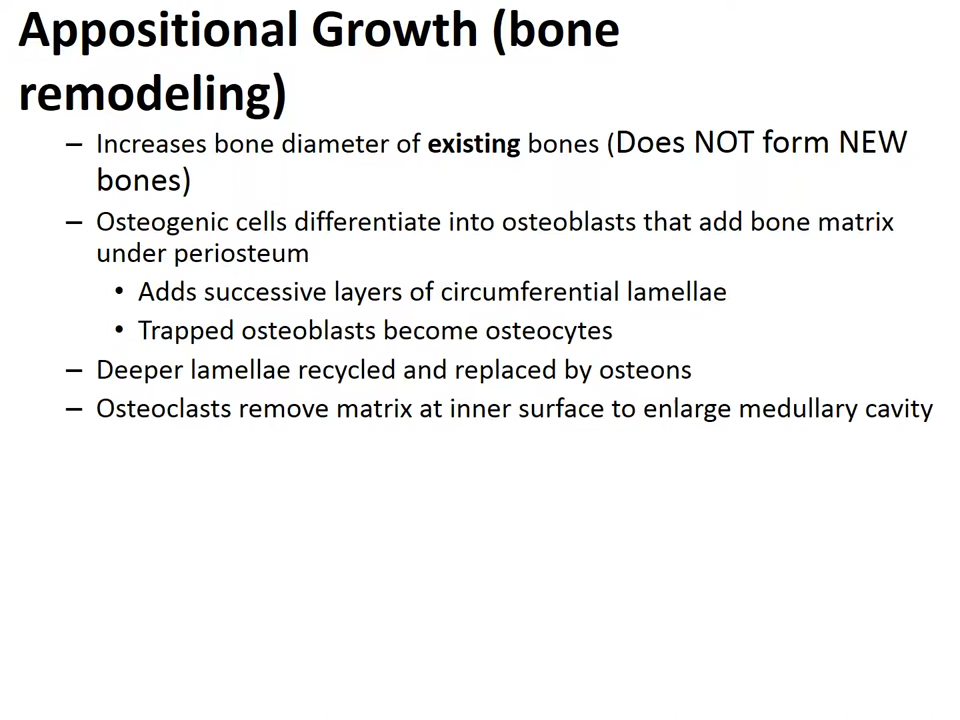 Appositional Growth (bone
remodeling)
– Increases bone diameter of existing bones (Does NOT form NEW
bones)
– Osteogenic cells differentiate into osteoblasts that add bone matrix
under periosteum
• Adds successive layers of circumferential lamellae
• Trapped osteoblasts become osteocytes
– Deeper lamellae recycled and replaced by osteons
– Osteoclasts remove matrix at inner surface to enlarge medullary cavity